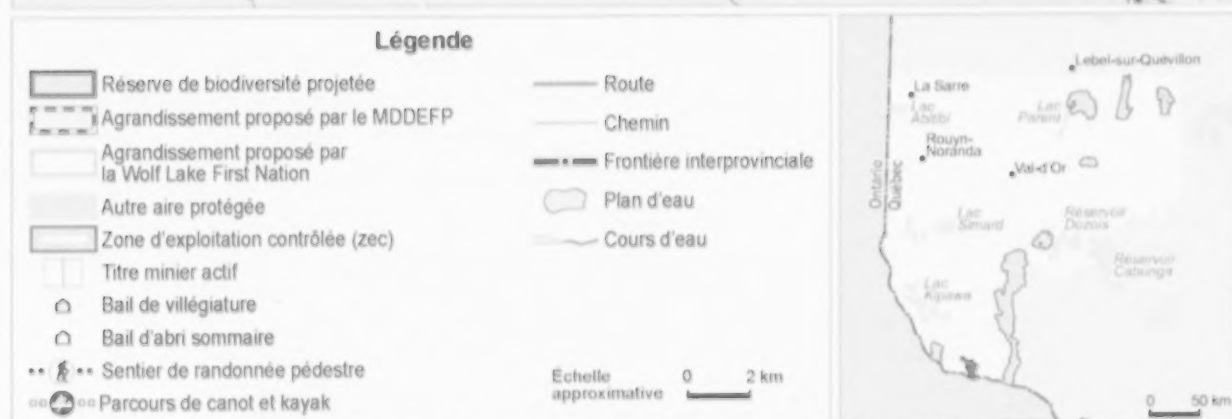 Légende
Réserve de biodiversité projetée
Agrandissement proposé par le MDDEFP
Agrandissement proposé par
la Wolf Lake First Nation
Autre aire protégée
Zone d'exploitation contrôlée (zec)
Titre minier actif
Bail de villégiature
Bail d'abri sommaire
Sentier de randonnée pédestre
Parcours de canot et kayak
Route
Chemin
Frontière interprovinciale
Plan d'eau
Cours d'eau
Échelle
approximative
0 2 km
Lebel-sur-Quévillon
La Sarre
Lac
Abitibi
Lac
Parent
Rouyn-
Noranda
Val-d'Or
Ontario
Québec
Lac
Simard
Réservoir
Dozois
Réservoir
Cabonga
Lac
Kipawa
0 50 km